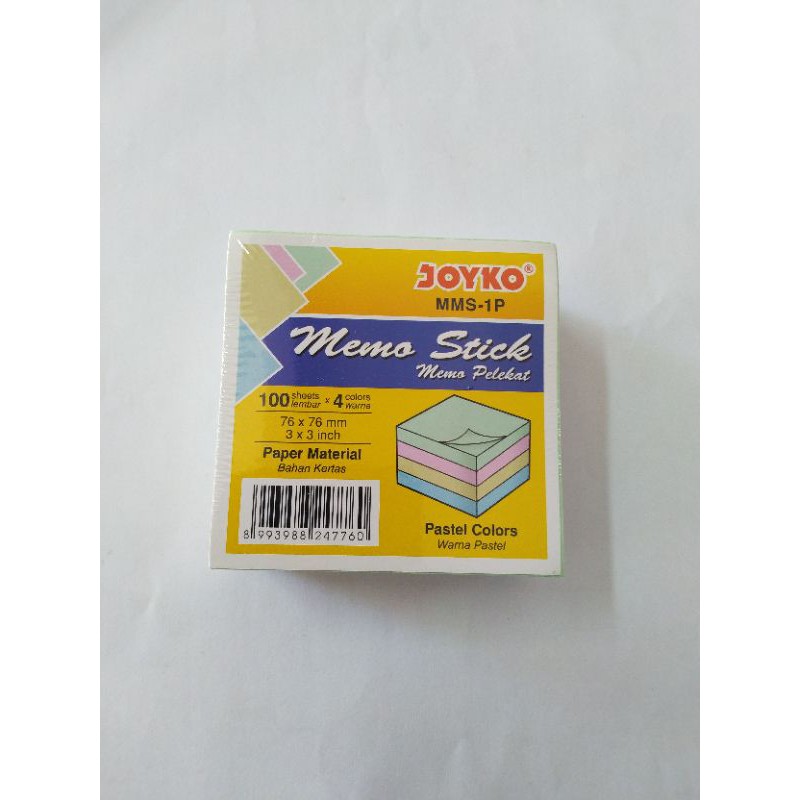 JOYKO®
MMS-1P
Memo Stick
Memo Pelekat
100 sheets lembar x 4 colors warna
76 x 76 mm
3 x 3 inch
Paper Material
Bahan Kertas
8 993988 247760
Pastel Colors
Warna Pastel